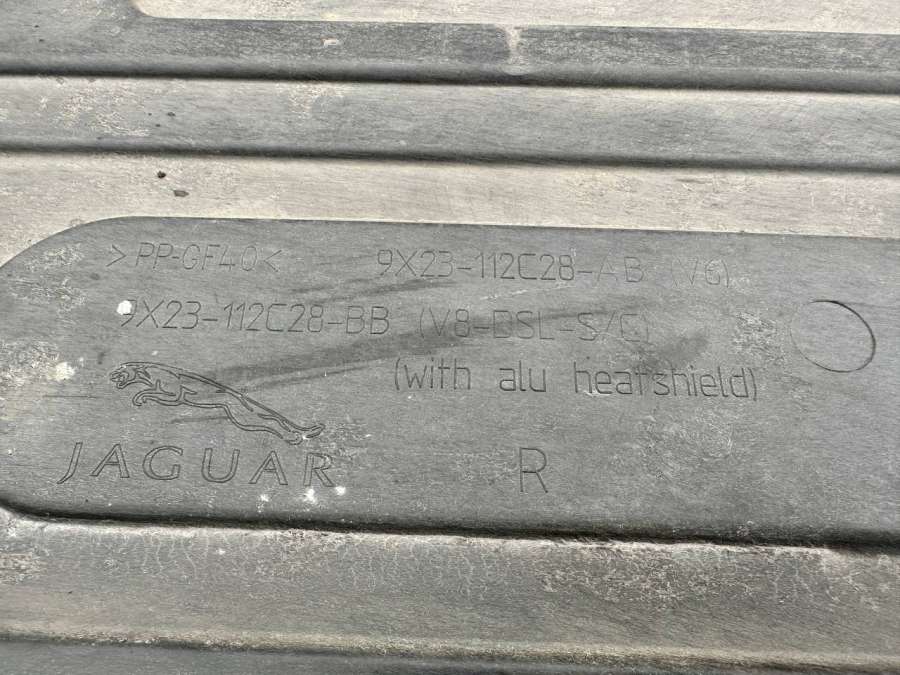 >PP-GF40< 9X23-112C28-AB (V6)
9X23-112C28-BB (V8-DSL-S/C)
(with alu heatshield)
JAGUAR R